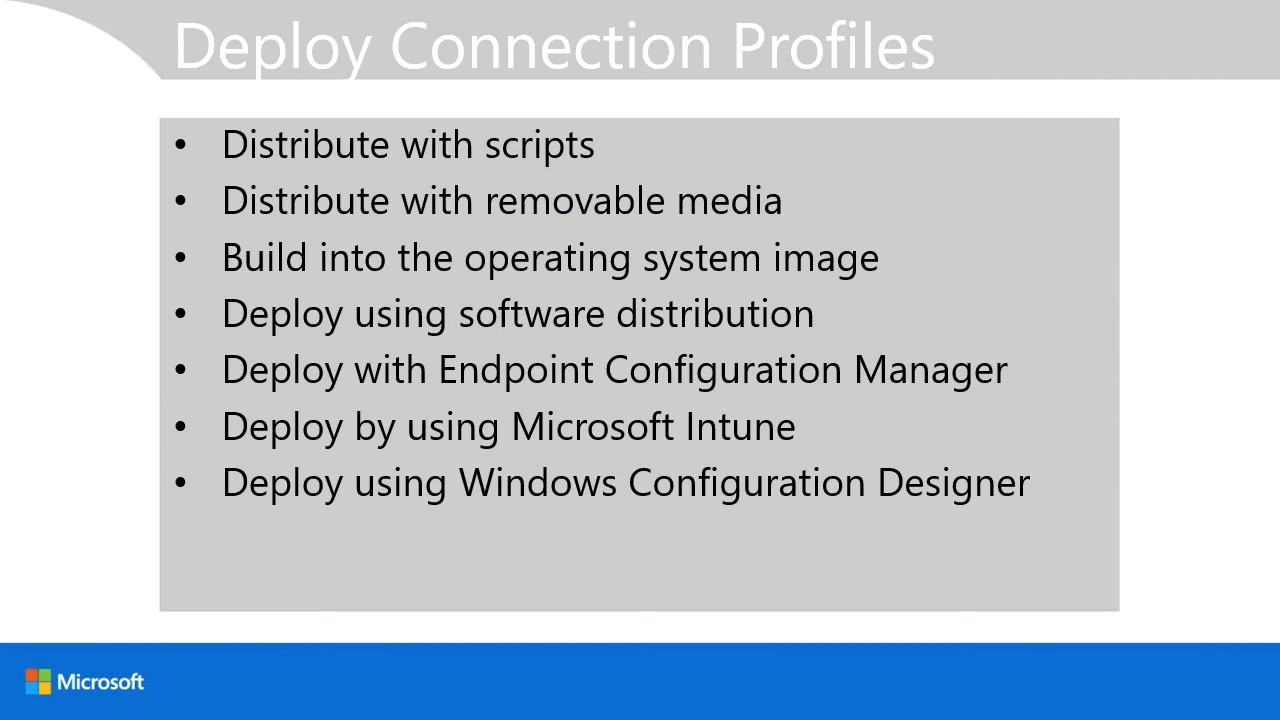 Deploy Connection Profiles
• Distribute with scripts
• Distribute with removable media
• Build into the operating system image
• Deploy using software distribution
• Deploy with Endpoint Configuration Manager
• Deploy by using Microsoft Intune
• Deploy using Windows Configuration Designer
Microsoft